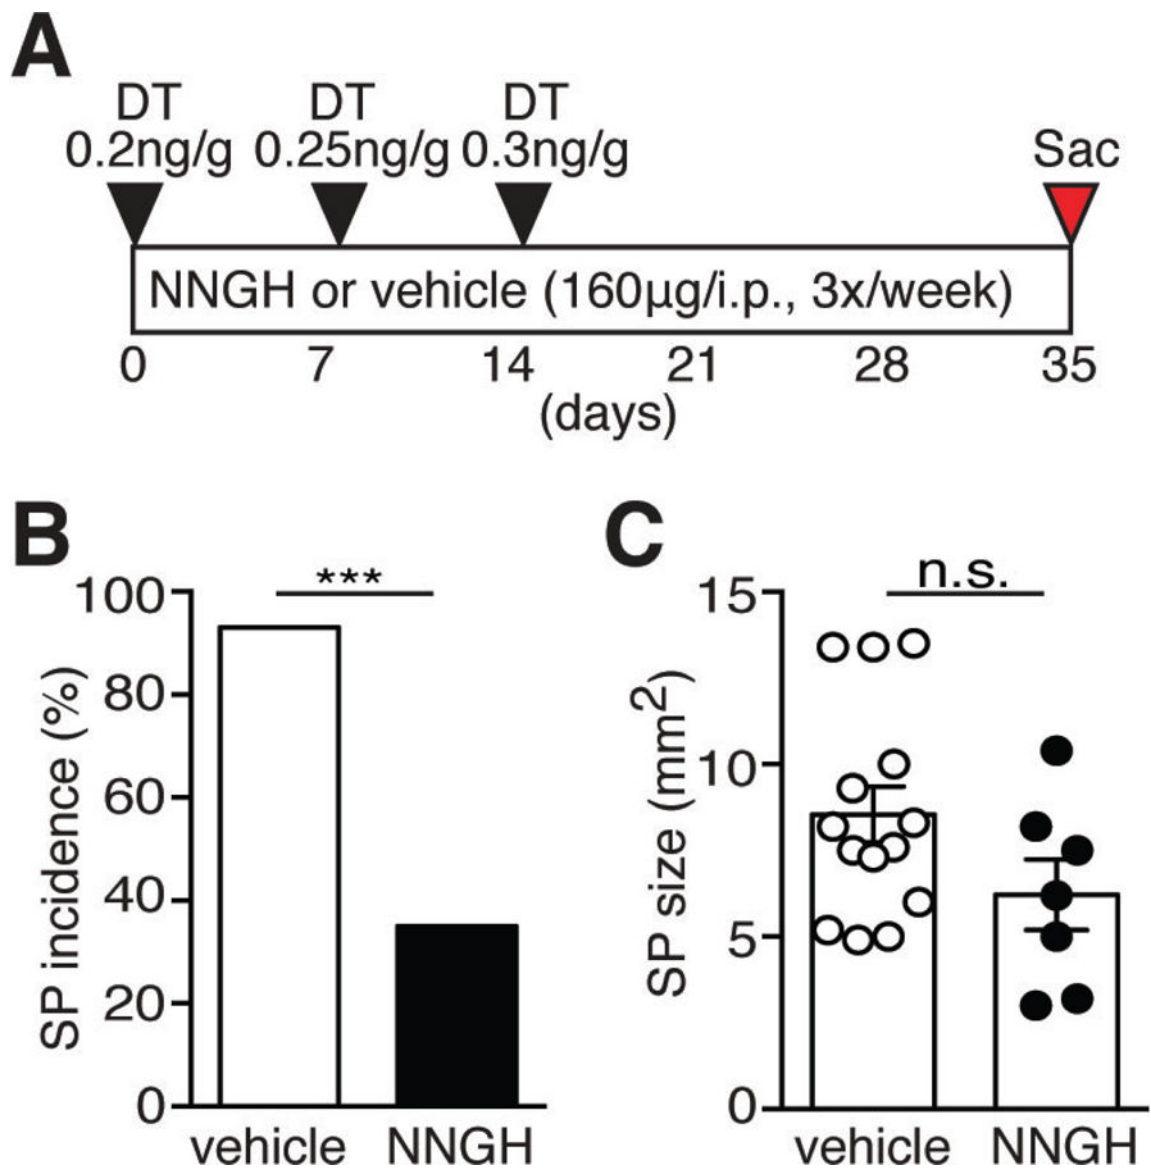 A
DT DT DT
0.2ng/g 0.25ng/g 0.3ng/g Sac
NNGH or vehicle (160µg/i.p., 3x/week)
0 7 14 21 28 35
(days)
B
***
100
80
60
40
20
0
SP incidence (%)
vehicle NNGH
C
n.s.
15
10
5
0
SP size (mm²)
vehicle NNGH